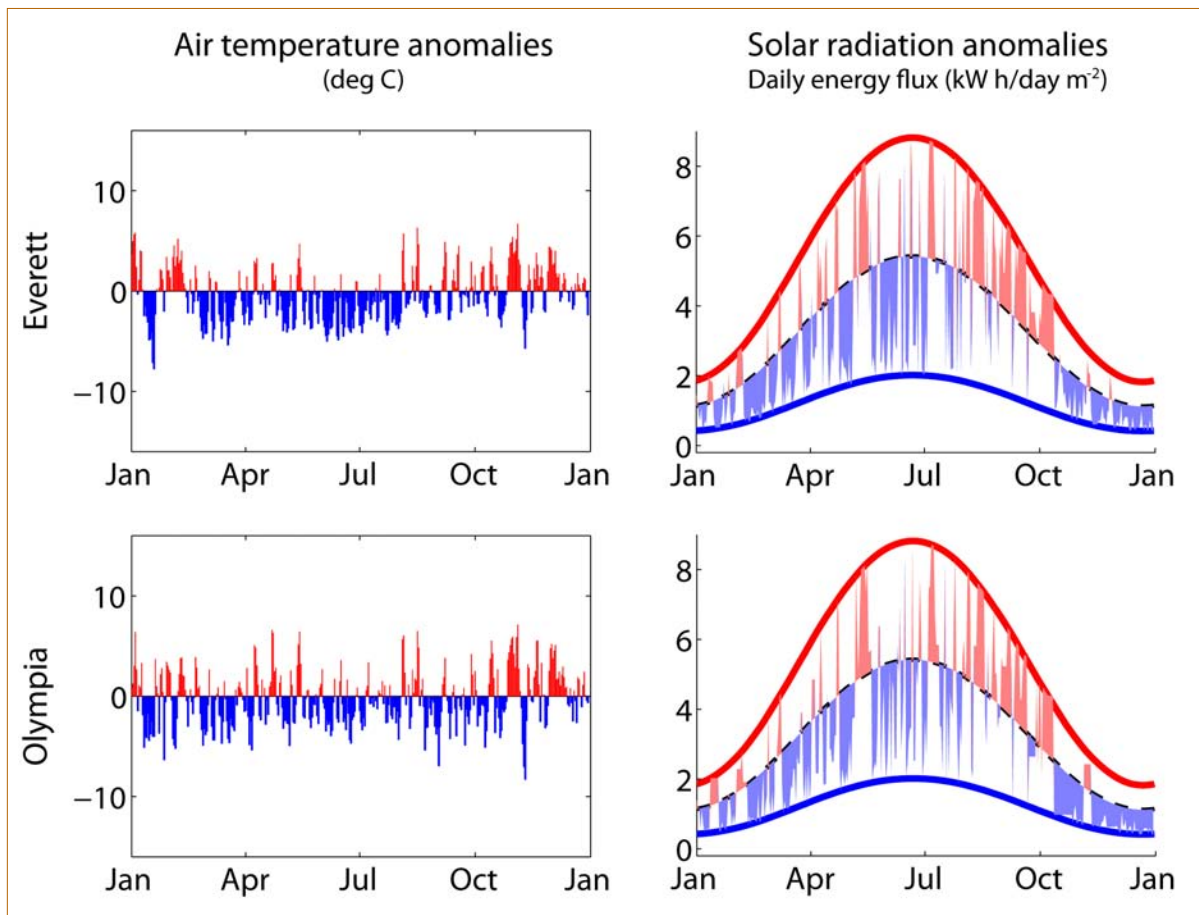 Air temperature anomalies
(deg C)
Solar radiation anomalies
Daily energy flux (kW h/day m⁻²)
Everett
10
0
−10
Jan Apr Jul Oct Jan
8
6
4
2
0
Jan Apr Jul Oct Jan
Olympia
10
0
−10
Jan Apr Jul Oct Jan
8
6
4
2
0
Jan Apr Jul Oct Jan